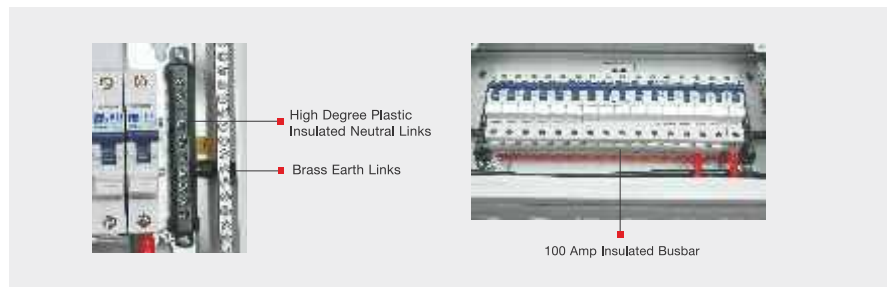 High Degree Plastic
Insulated Neutral Links
Brass Earth Links
100 Amp Insulated Busbar